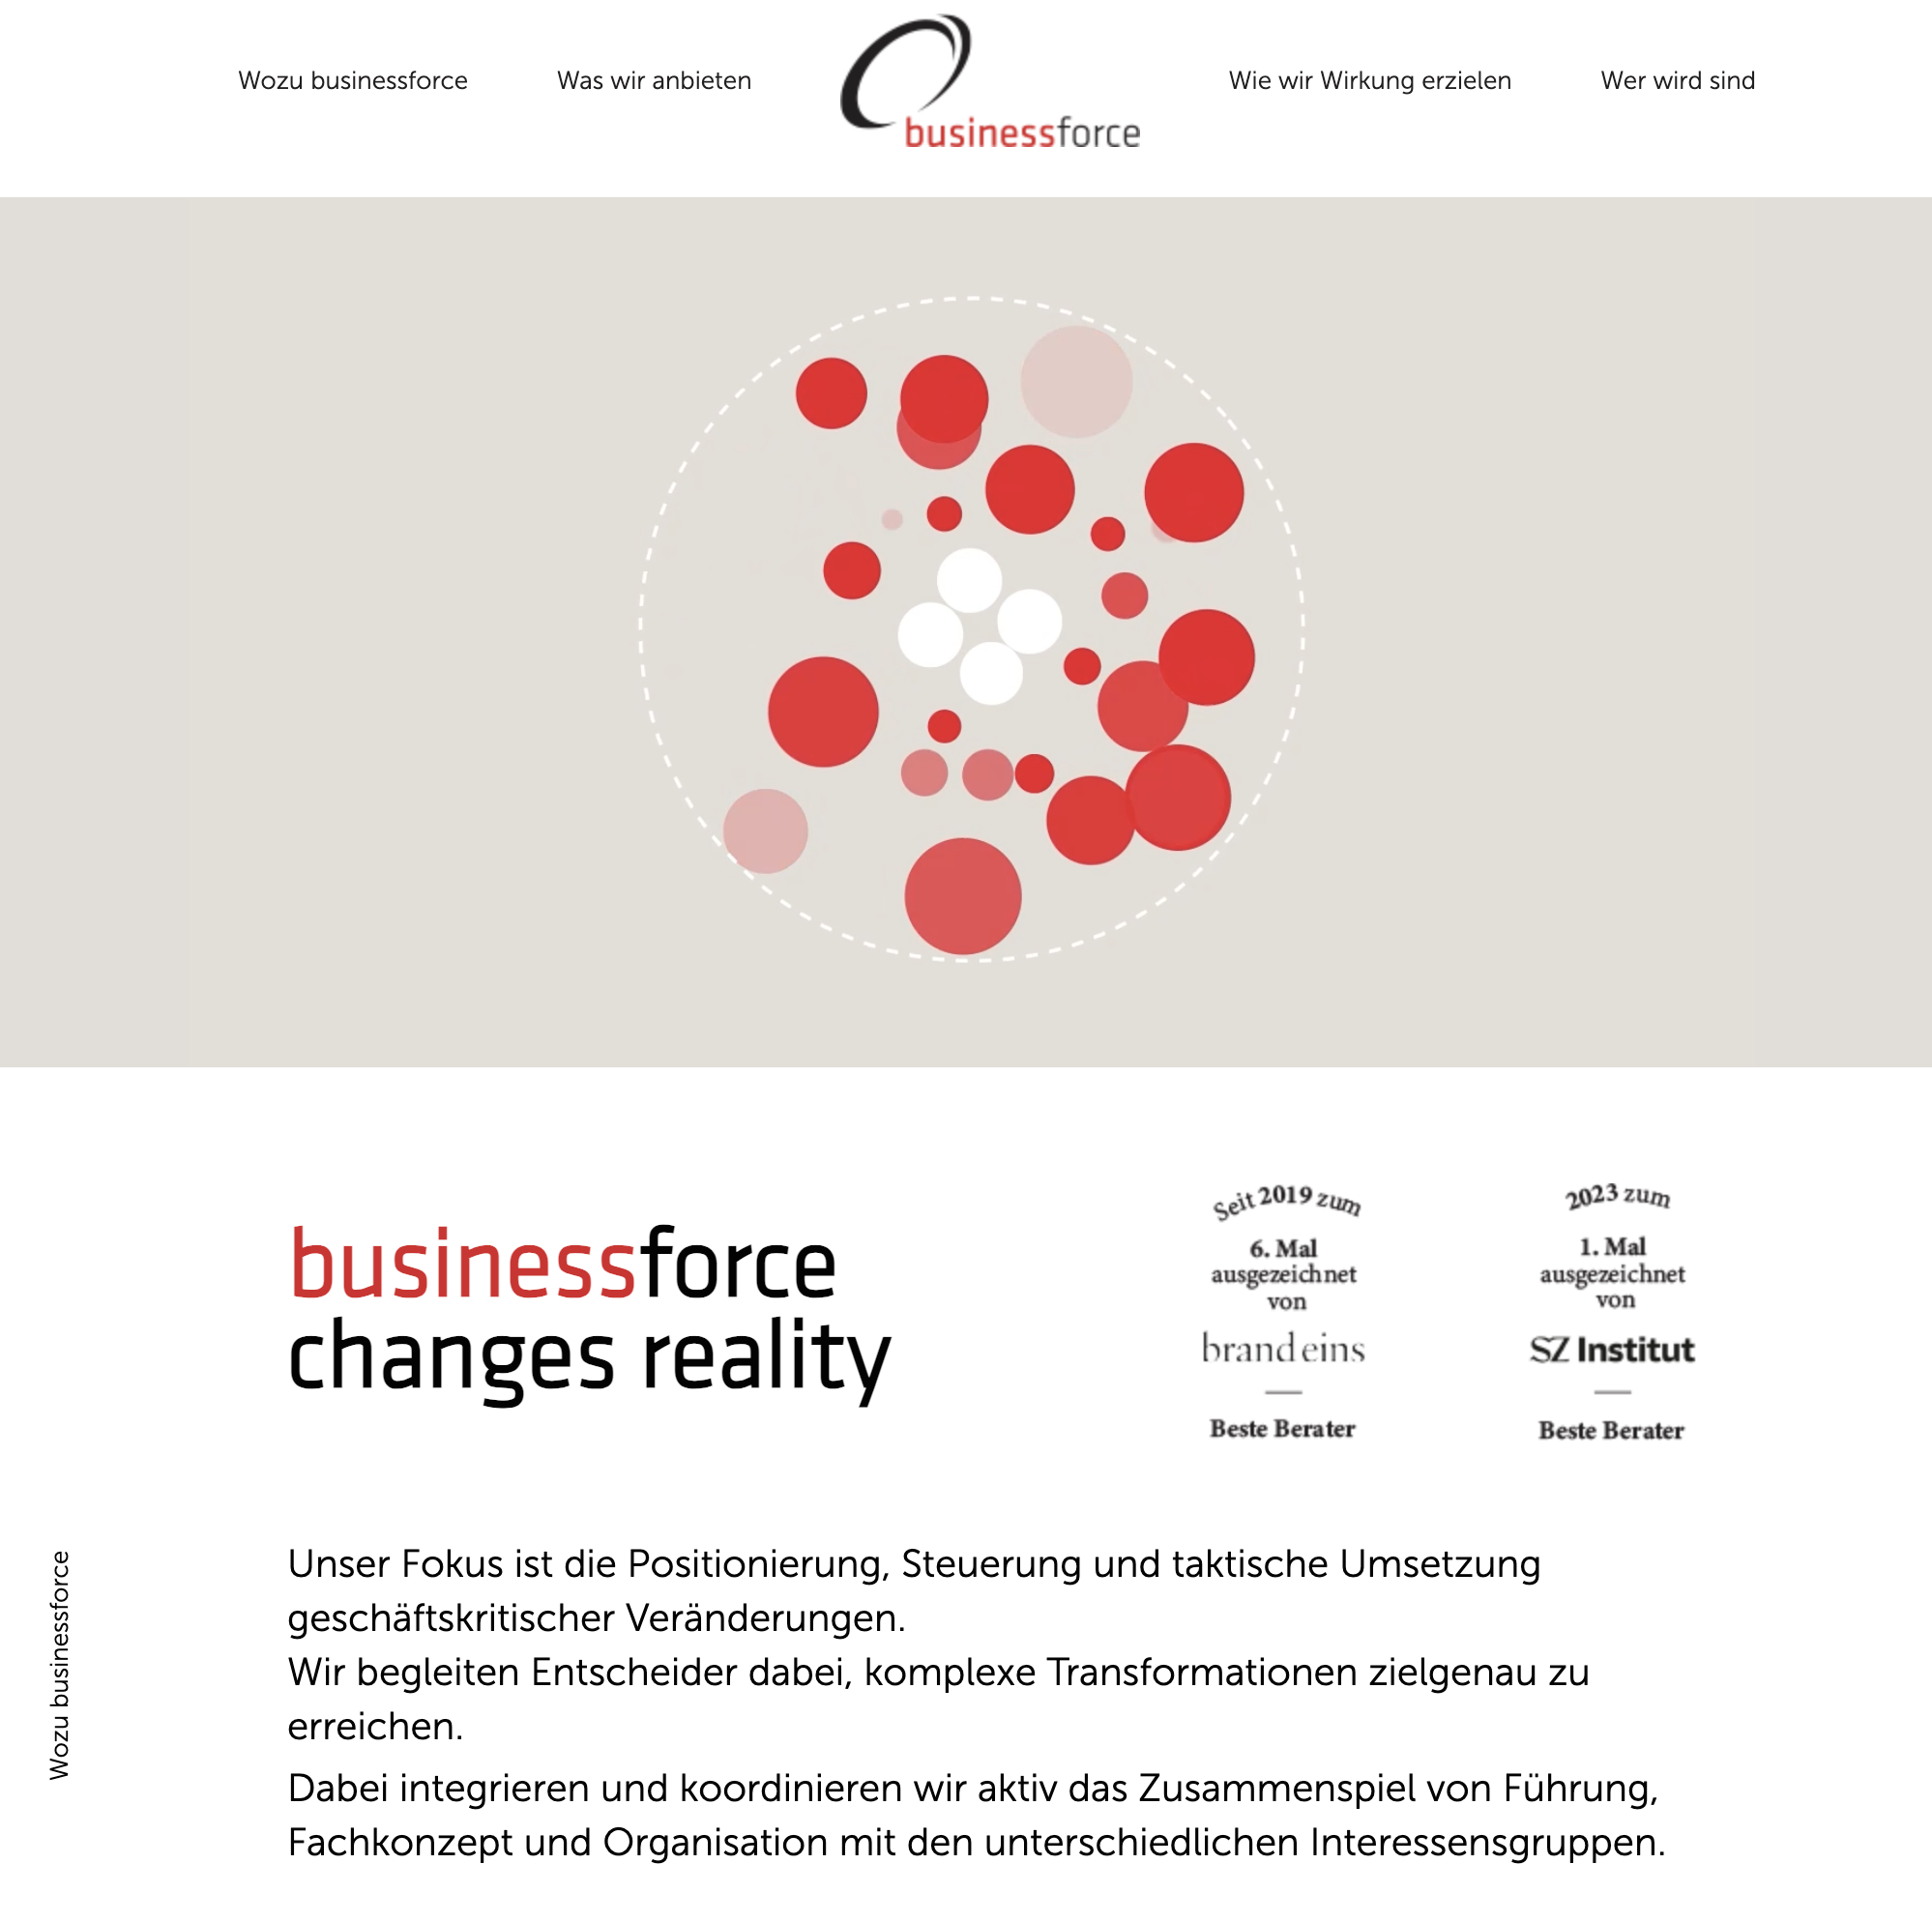 Wozu businessforce
Was wir anbieten
businessforce
Wie wir Wirkung erzielen
Wer wird sind
businessforce
changes reality
Seit 2019 zum
6. Mal
ausgezeichnet
von
brand eins
Beste Berater
2023 zum
1. Mal
ausgezeichnet
von
SZ Institut
Beste Berater
Wozu businessforce
Unser Fokus ist die Positionierung, Steuerung und taktische Umsetzung
geschäftskritischer Veränderungen.
Wir begleiten Entscheider dabei, komplexe Transformationen zielgenau zu
erreichen.
Dabei integrieren und koordinieren wir aktiv das Zusammenspiel von Führung,
Fachkonzept und Organisation mit den unterschiedlichen Interessensgruppen.